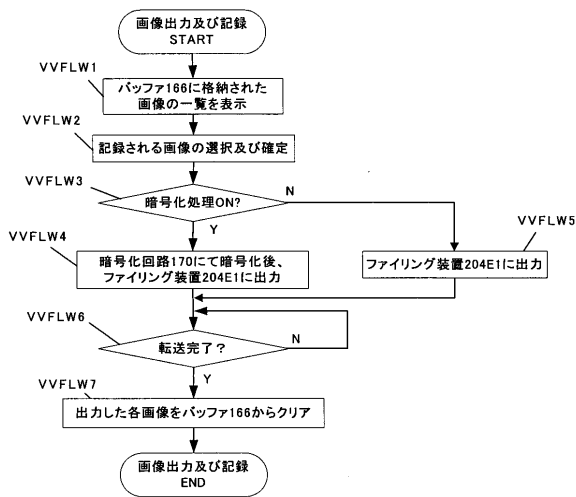 画像出力及び記録
START
VVFLW1
バッファ166に格納された
画像の一覧を表示
VVFLW2
記録される画像の選択及び確定
VVFLW3
暗号化処理ON?
N
Y
VVFLW4
暗号化回路170にて暗号化後、
ファイリング装置204E1に出力
VVFLW5
ファイリング装置204E1に出力
VVFLW6
転送完了?
N
Y
VVFLW7
出力した各画像をバッファ166からクリア
画像出力及び記録
END